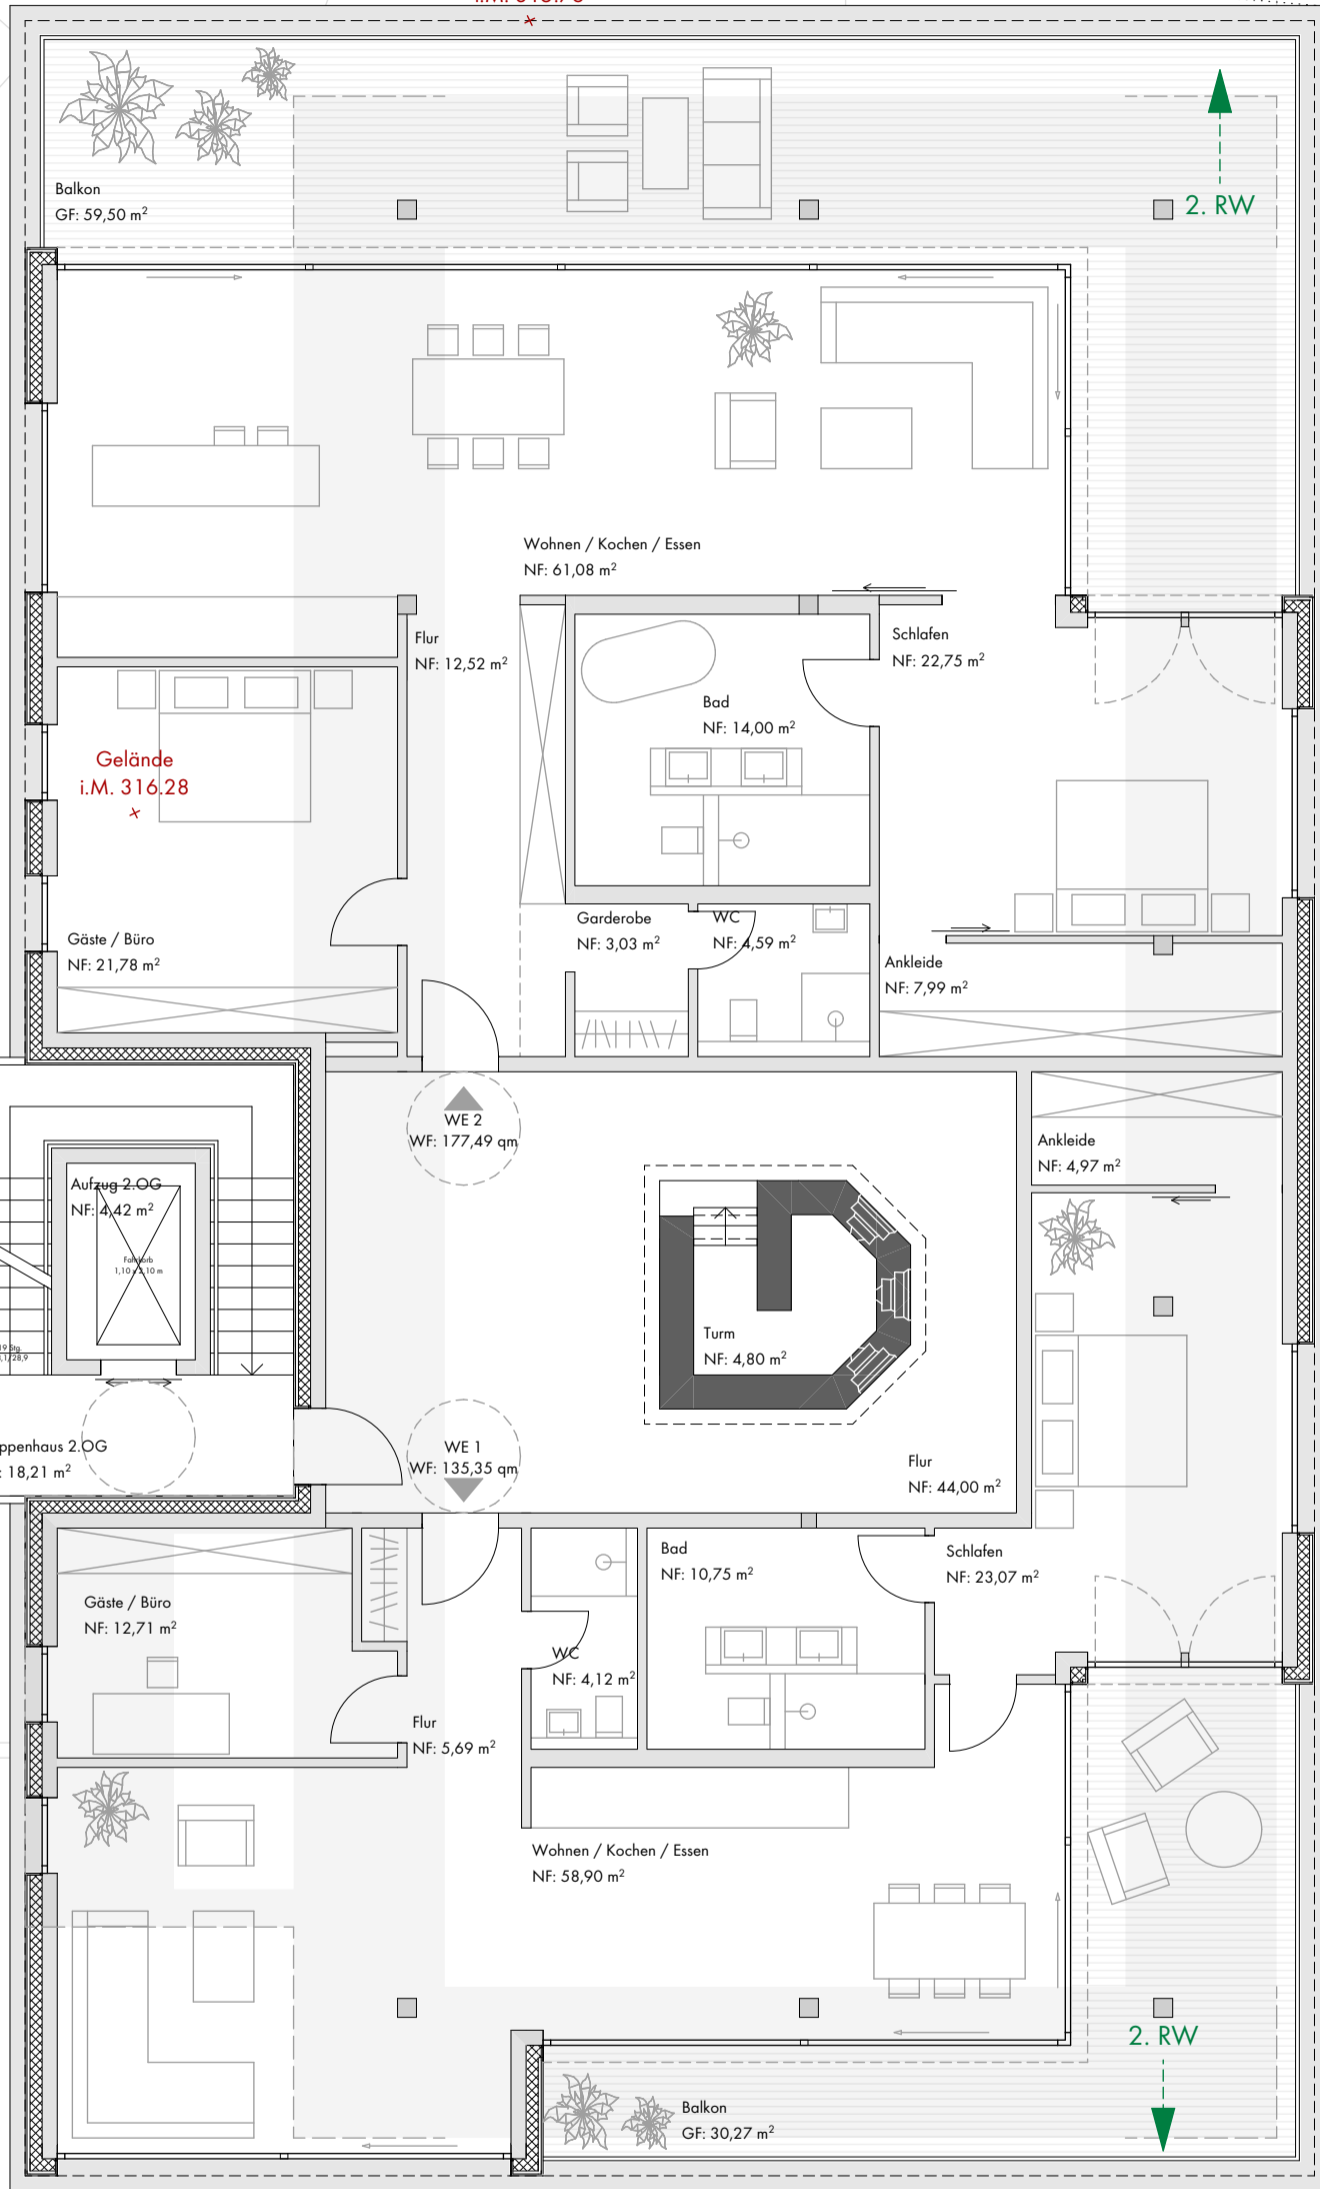 Balkon
GF: 59,50 m²
2. RW
Wohnen / Kochen / Essen
NF: 61,08 m²
Flur
NF: 12,52 m²
Schlafen
NF: 22,75 m²
Bad
NF: 14,00 m²
Gelände
i.M. 316.28
Gäste / Büro
NF: 21,78 m²
Garderobe
NF: 3,03 m²
WC
NF: 4,59 m²
Ankleide
NF: 7,99 m²
WE 2
WF: 177,49 qm
Ankleide
NF: 4,97 m²
Aufzug 2.OG
NF: 4,42 m²
Fahrkorb
1,10 x 2,10 m
Turm
NF: 4,80 m²
19 Stg.
ppenhaus 2.OG
: 18,21 m²
WE 1
WF: 135,35 qm
Flur
NF: 44,00 m²
Bad
NF: 10,75 m²
Schlafen
NF: 23,07 m²
Gäste / Büro
NF: 12,71 m²
WC
NF: 4,12 m²
Flur
NF: 5,69 m²
Wohnen / Kochen / Essen
NF: 58,90 m²
2. RW
Balkon
GF: 30,27 m²